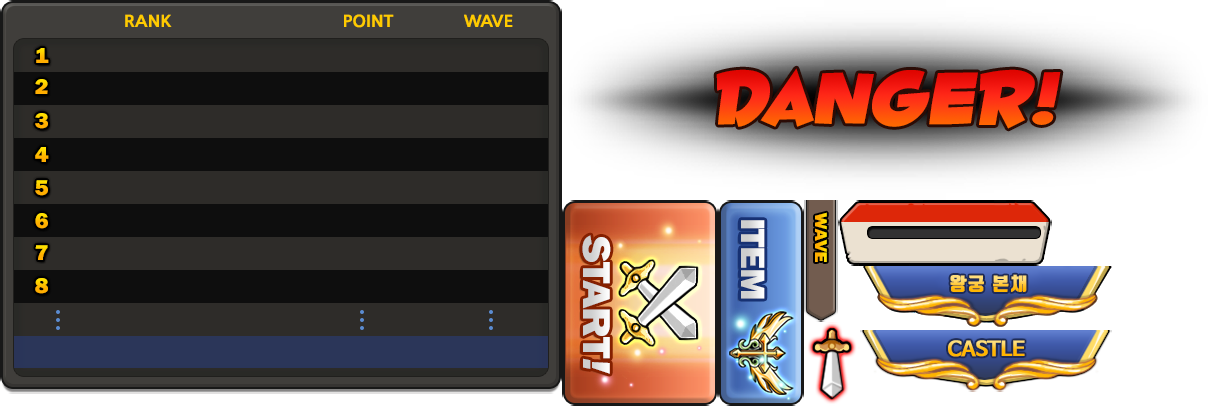 RANK POINT WAVE
1
2
3
4
5
6
7
8
DANGER!
START!
ITEM
WAVE
왕궁 본채
CASTLE